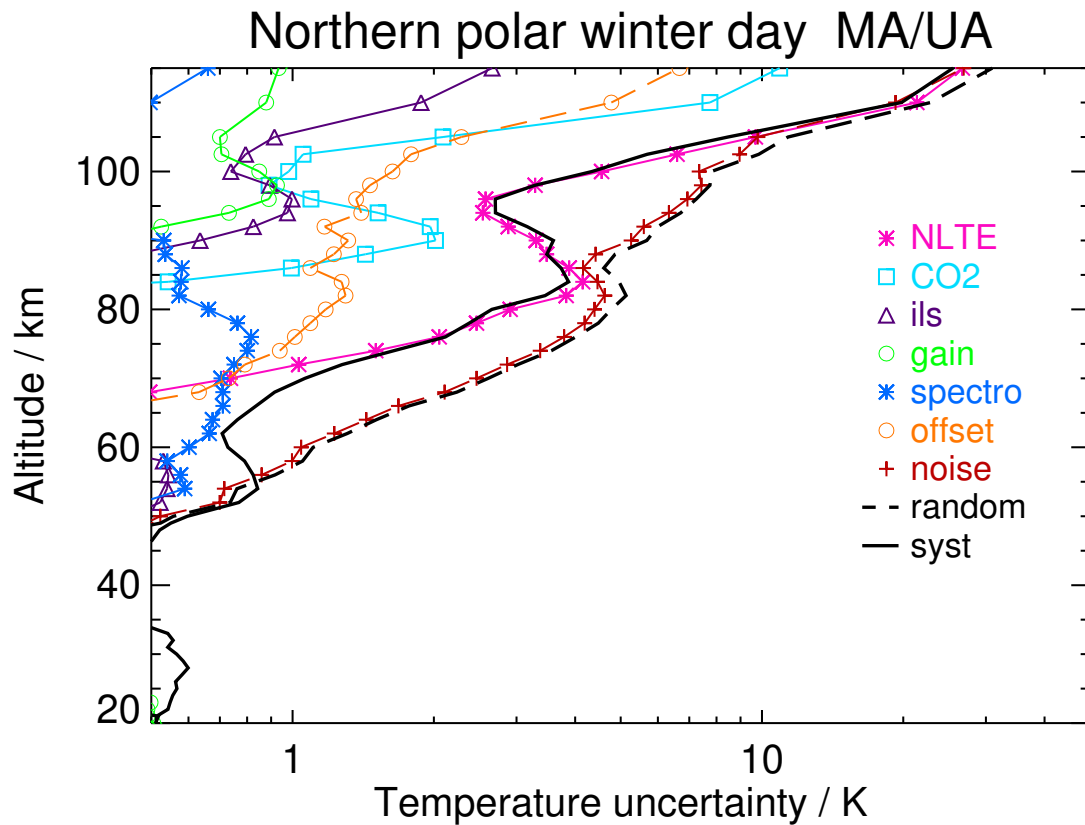 Northern polar winter day  MA/UA
Altitude / km
100
80
60
40
20
NLTE
CO2
ils
gain
spectro
offset
noise
random
syst
1
10
Temperature uncertainty / K